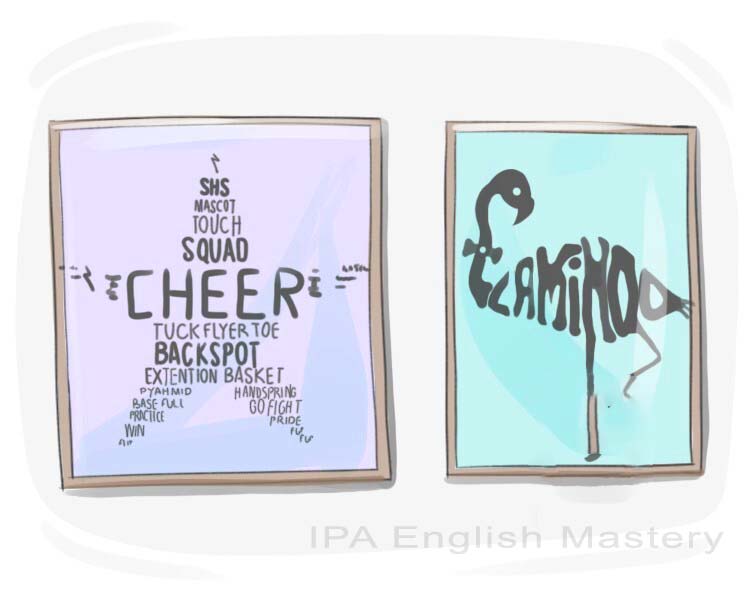 SHS
MASCOT
TOUCH
SQUAD
CHEER
TUCK FLYER TOE
BACKSPOT
EXTENTION BASKET
PYAHMID HANDSPRING
BASE FULL GO FIGHT
PRACTICE PRIDE
WIN
FLAMiNGO
IPA English Mastery